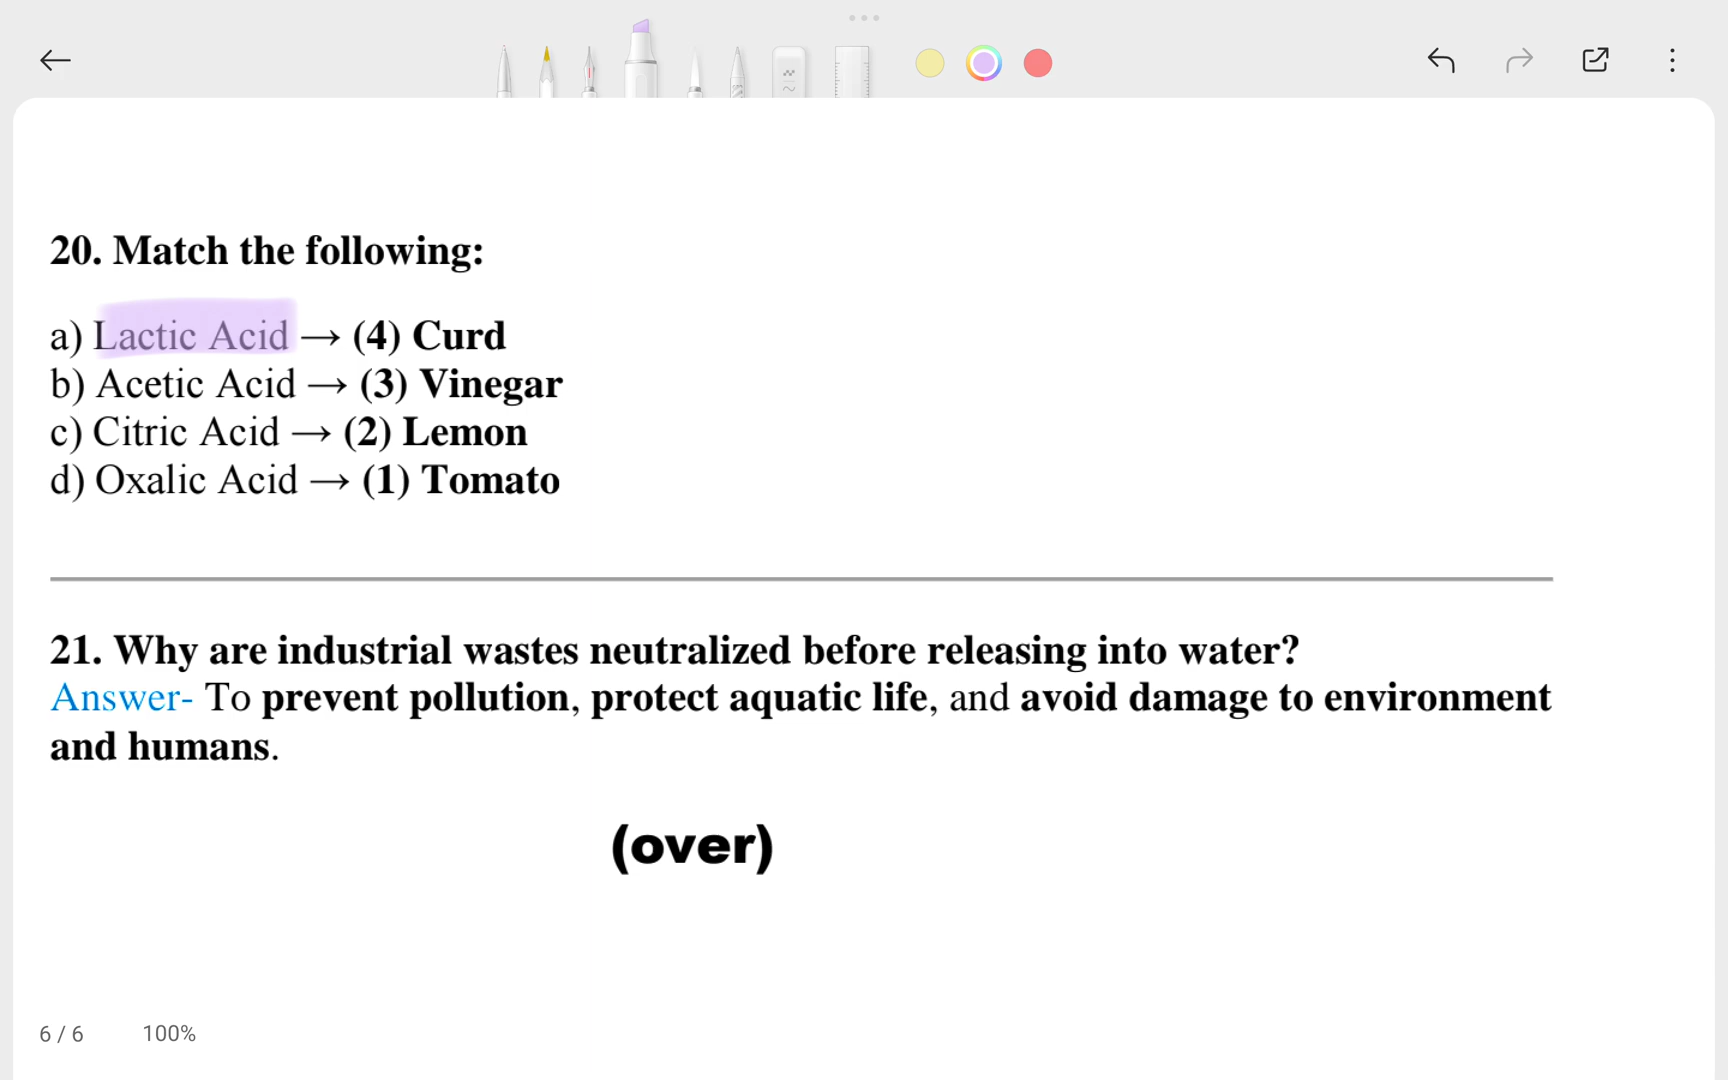 20. Match the following:
a) Lactic Acid → (4) Curd
b) Acetic Acid → (3) Vinegar
c) Citric Acid → (2) Lemon
d) Oxalic Acid → (1) Tomato
21. Why are industrial wastes neutralized before releasing into water?
Answer- To prevent pollution, protect aquatic life, and avoid damage to environment
and humans.
(over)
6 / 6 100%